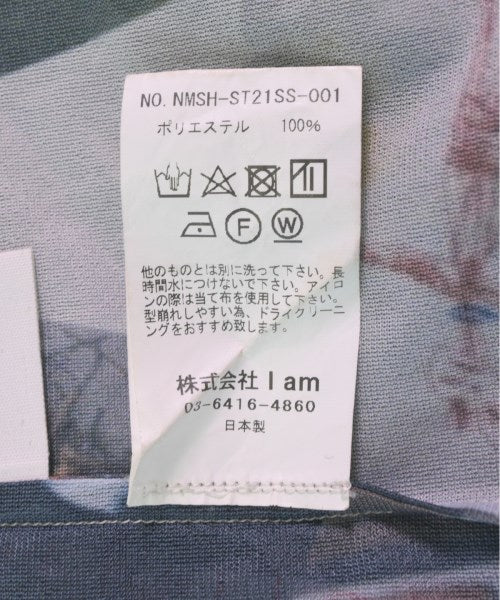 NO. NMSH-ST21SS-001
ポリエステル 100%
F W
他のものとは別に洗って下さい。長
時間水につけないで下さい。アイロ
ンの際は当て布を使用して下さい。
型崩れしやすい為、ドライクリーニ
ングをおすすめ致します。
株式会社 I am
03-6416-4860
日本製